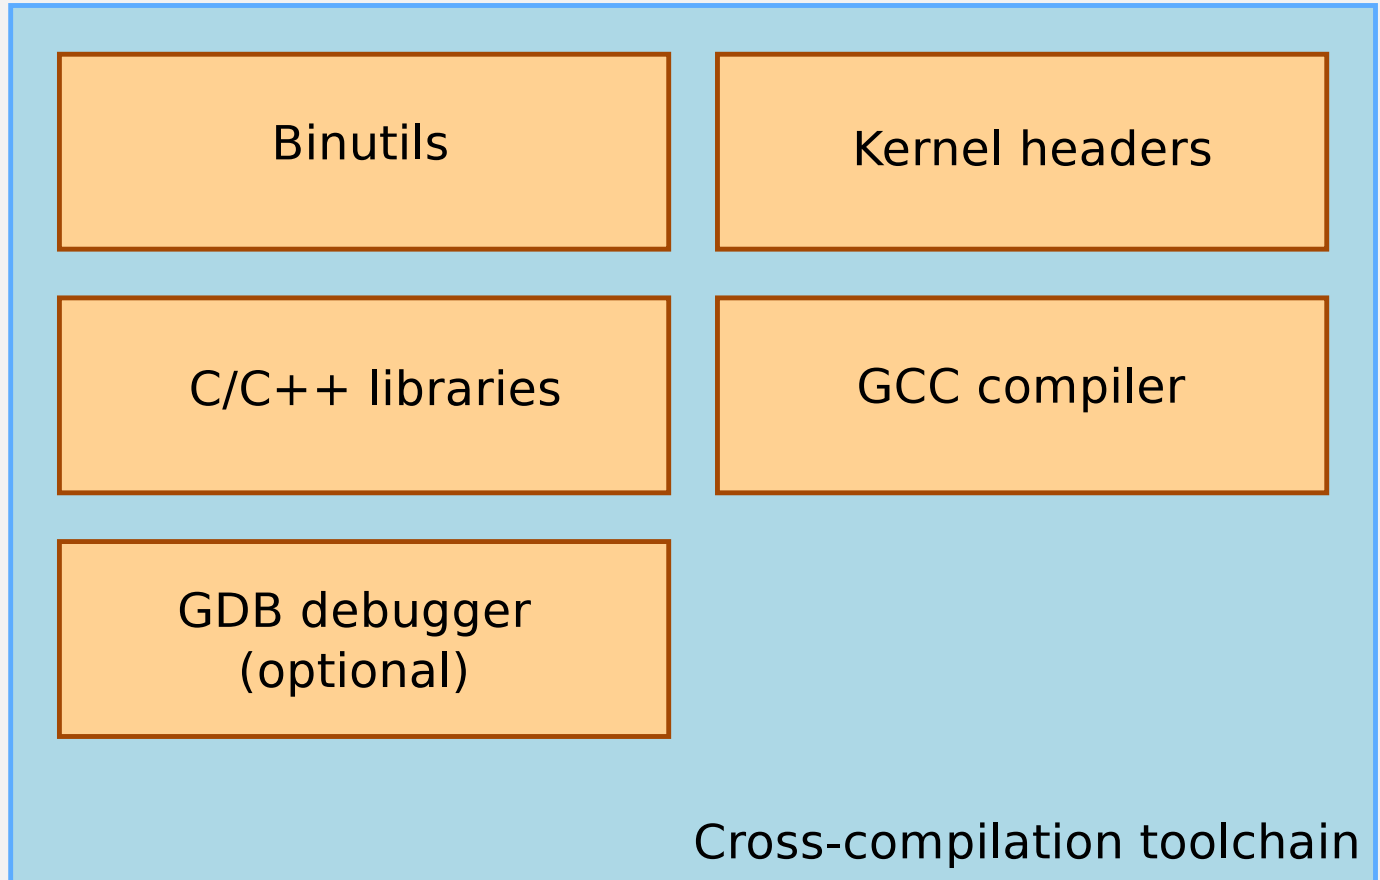 Binutils
Kernel headers
C/C++ libraries
GCC compiler
GDB debugger
(optional)
Cross-compilation toolchain